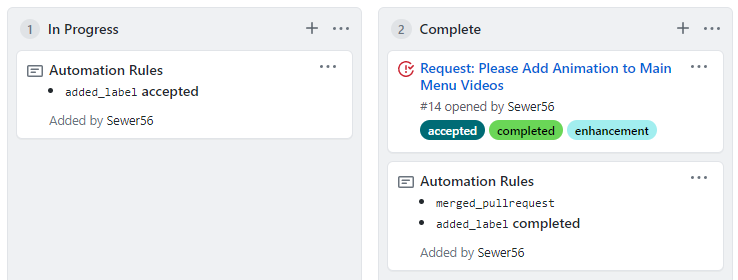 1 In Progress
Automation Rules
added_label accepted
Added by Sewer56
2 Complete
Request: Please Add Animation to Main
Menu Videos
#14 opened by Sewer56
accepted completed enhancement
Automation Rules
merged_pullrequest
added_label completed
Added by Sewer56